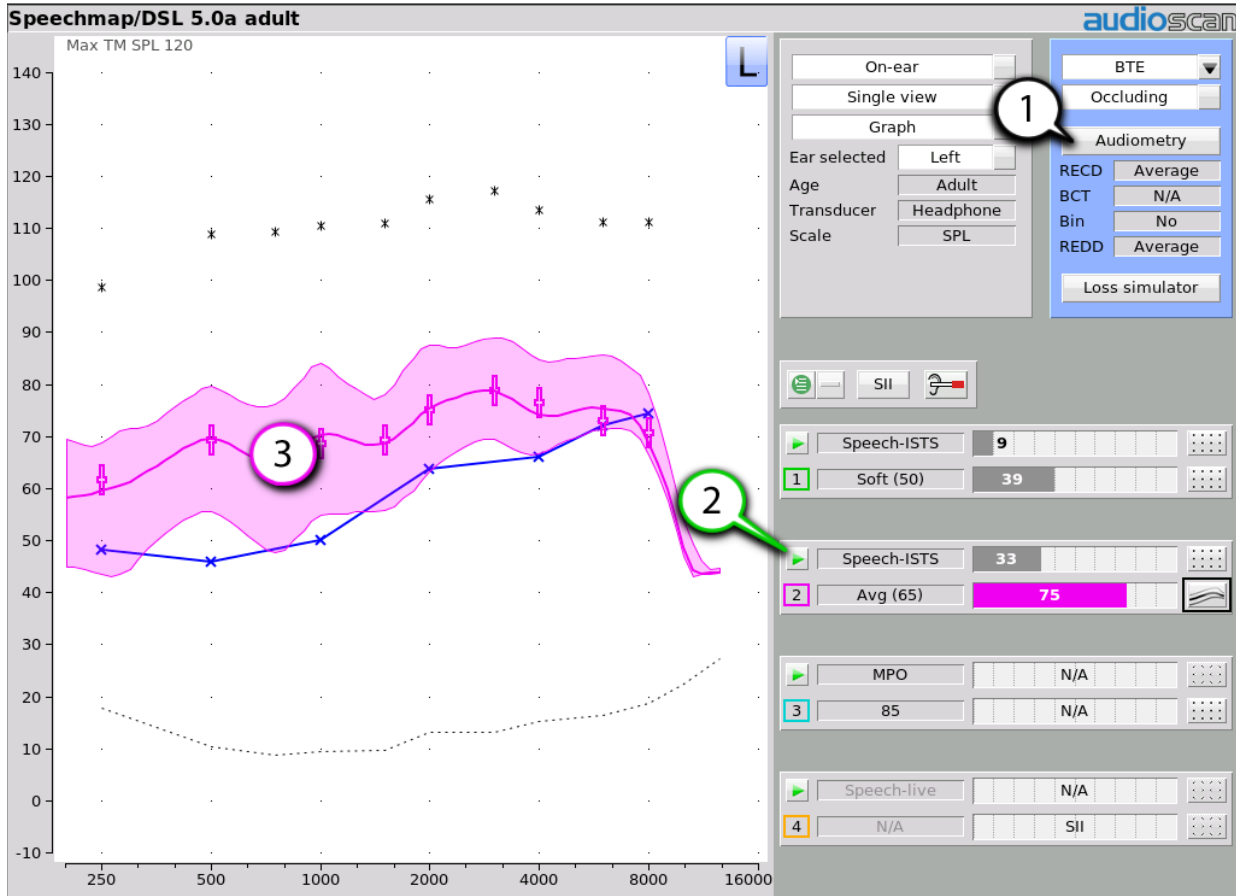 Speechmap/DSL 5.0a adult
audioscan
Max TM SPL 120
L
140
130
120
110
100
90
80
70
60
50
40
30
20
10
0
-10
250 500 1000 2000 4000 8000 16000
3
On-ear
Single view
Graph
Ear selected Left
Age Adult
Transducer Headphone
Scale SPL
1
BTE
Occluding
Audiometry
RECD Average
BCT N/A
Bin No
REDD Average
Loss simulator
SII
Speech-ISTS 9
1 Soft (50) 39
2
Speech-ISTS 33
2 Avg (65) 75
MPO N/A
3 85 N/A
Speech-live N/A
4 N/A SII